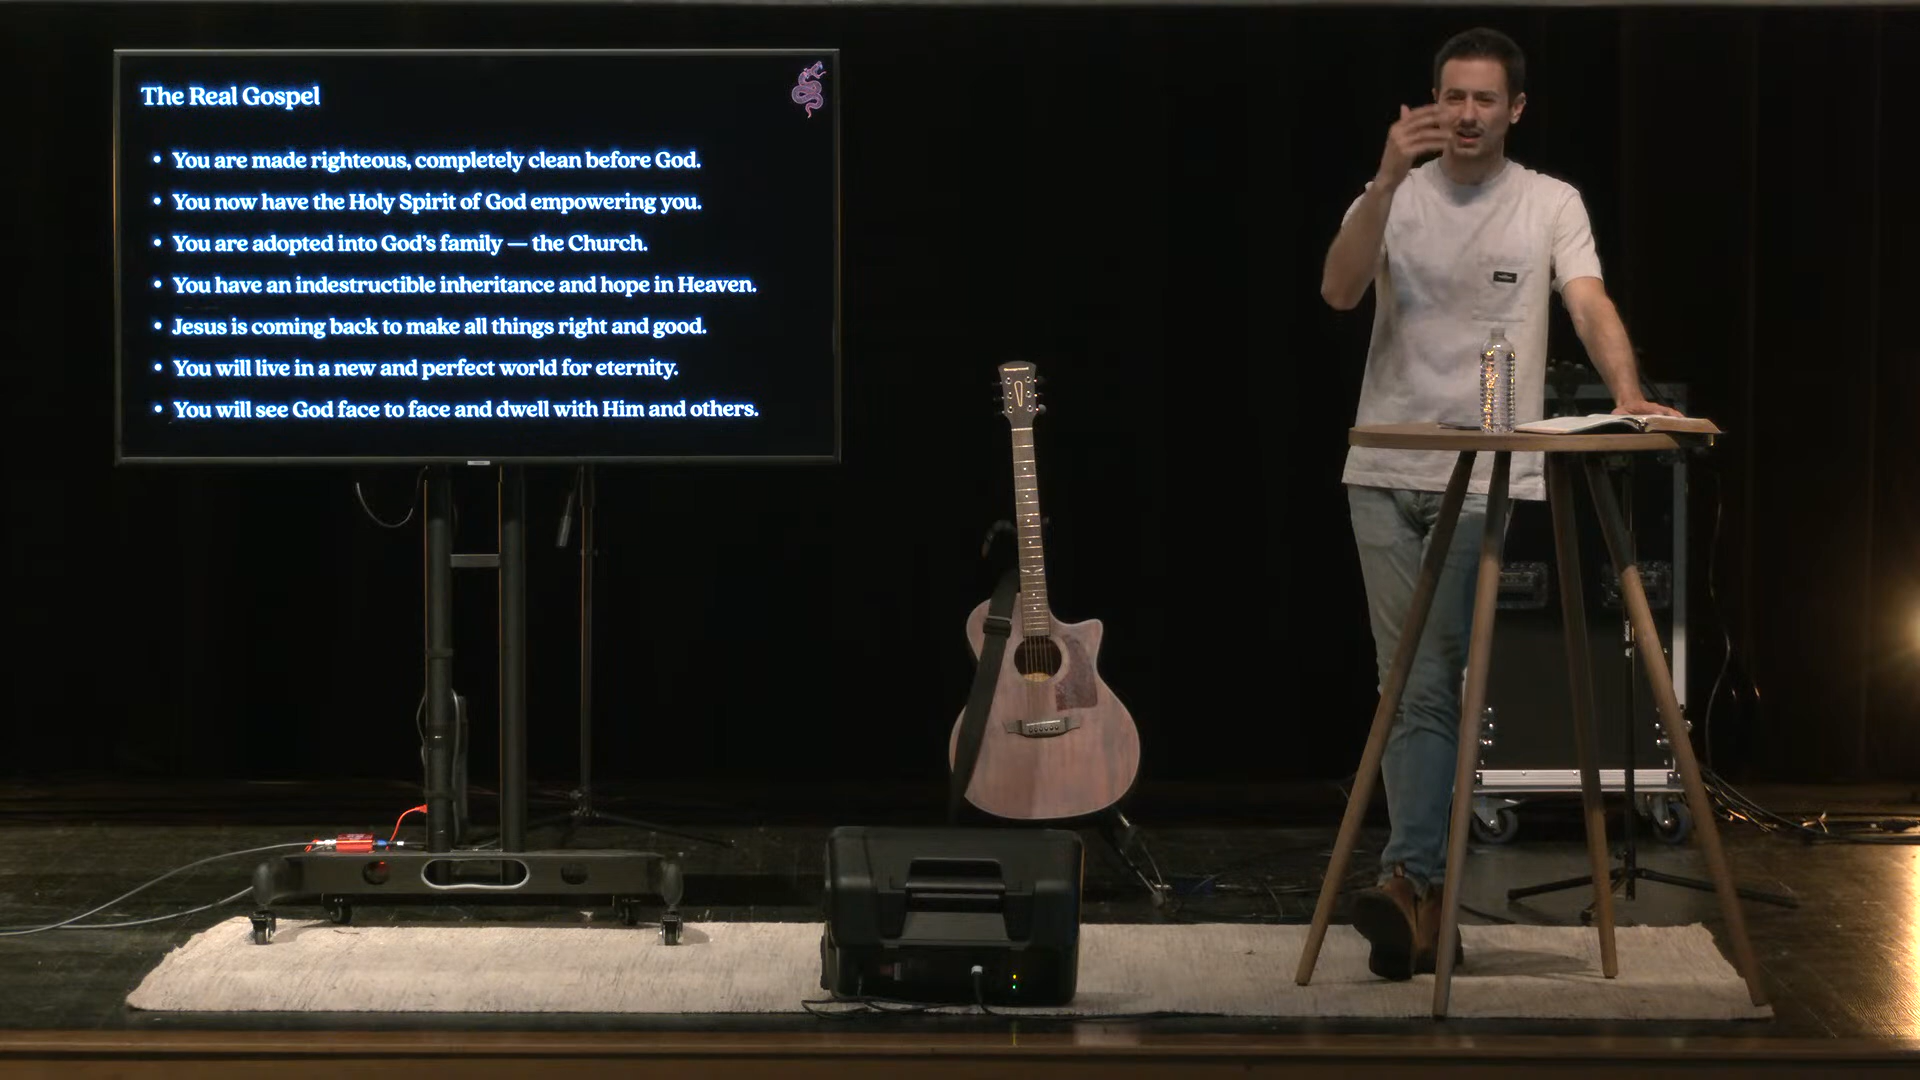 The Real Gospel
• You are made righteous, completely clean before God.
• You now have the Holy Spirit of God empowering you.
• You are adopted into God's family — the Church.
• You have an indestructible inheritance and hope in Heaven.
• Jesus is coming back to make all things right and good.
• You will live in a new and perfect world for eternity.
• You will see God face to face and dwell with Him and others.